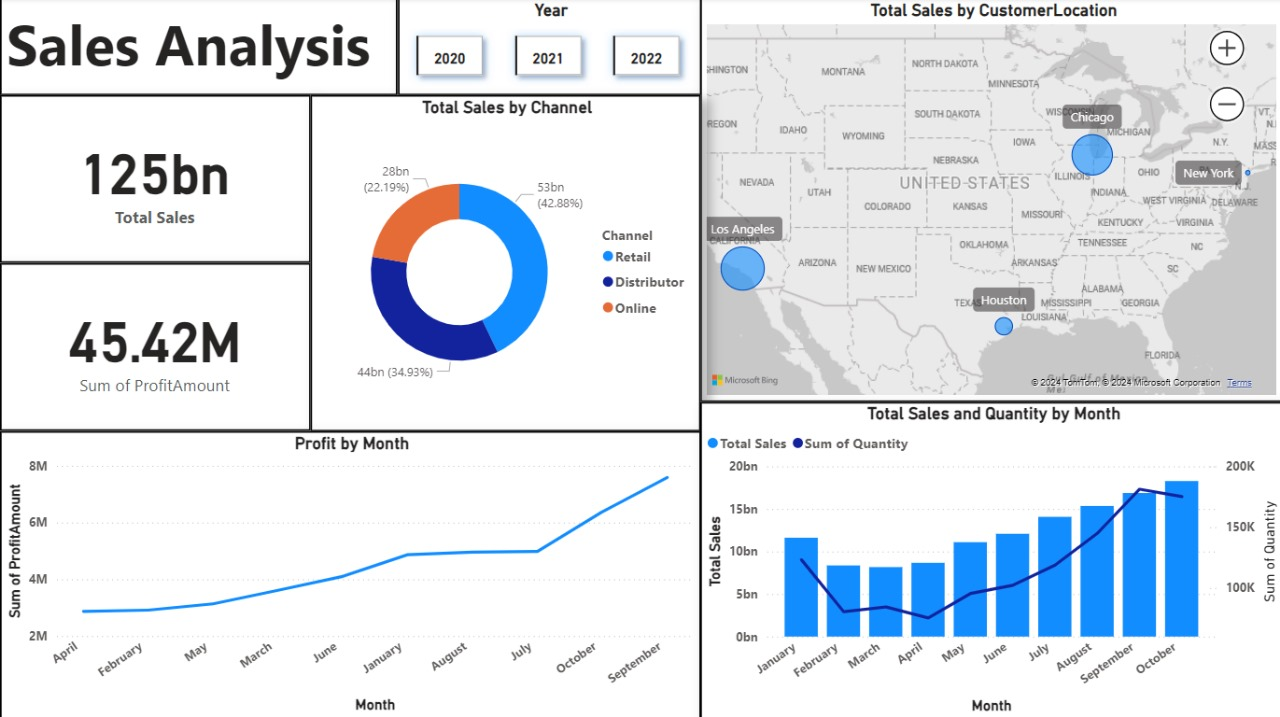 Sales Analysis
Year
2020
2021
2022
125bn
Total Sales
45.42M
Sum of ProfitAmount
Total Sales by Channel
28bn
(22.19%)
53bn
(42.88%)
44bn (34.93%)
Channel
Retail
Distributor
Online
Total Sales by CustomerLocation
NORTH DAKOTA
MONTANA
MINNESOTA
SOUTH DAKOTA
WISCONSIN
Chicago
VT.
IDAHO
WYOMING
MICHIGAN
IOWA
N.Y.
NEBRASKA
NEVADA
UTAH
UNITED STATES
ILLINOIS
INDIANA
OHIO
New York
N.J.
COLORADO
KANSAS
MISSOURI
WEST VIRGINIA
DELAWARE
KENTUCKY
VIRGINIA
Los Angeles
CALIFORNIA
OKLAHOMA
TENNESSEE
NC
ARIZONA
NEW MEXICO
ARKANSAS
SC
ALABAMA
Houston
MISSISSIPPI
GEORGIA
LOUISIANA
FLORIDA
Microsoft Bing
© 2024 TomTom, © 2024 Microsoft Corporation Terms
Profit by Month
Sum of ProfitAmount
8M
6M
4M
2M
April
February
May
March
June
January
August
July
October
September
Month
Total Sales and Quantity by Month
Total Sales
Sum of Quantity
Total Sales
20bn
15bn
10bn
5bn
0bn
200K
150K
100K
Sum of Quantity
January
February
March
April
May
June
July
August
September
October
Month